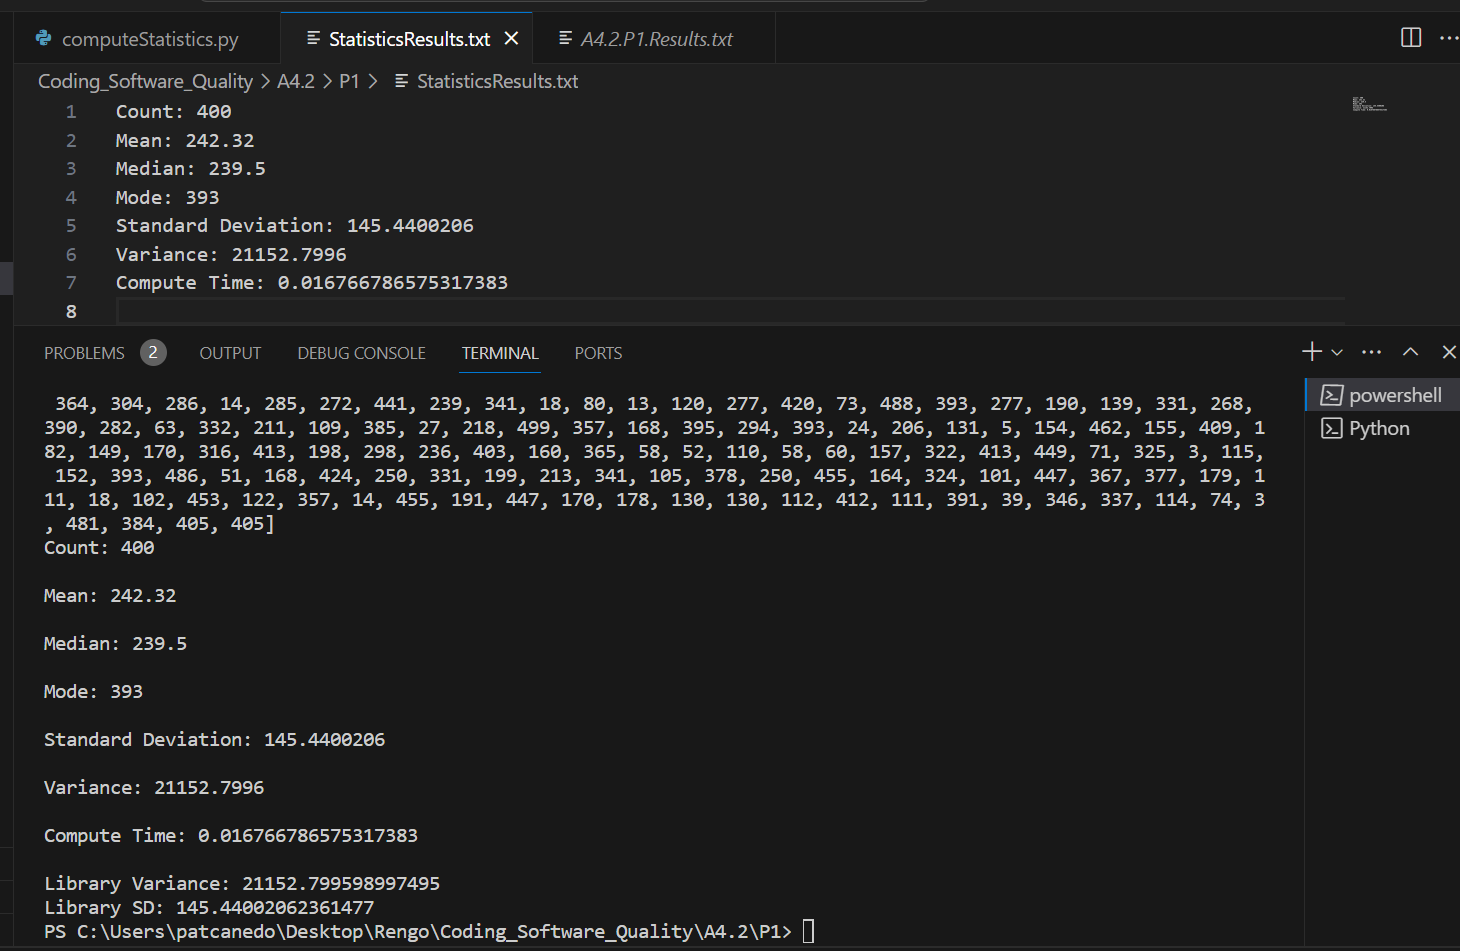 computeStatistics.py
StatisticsResults.txt
A4.2.P1.Results.txt
Coding_Software_Quality > A4.2 > P1 > StatisticsResults.txt
1 Count: 400
2 Mean: 242.32
3 Median: 239.5
4 Mode: 393
5 Standard Deviation: 145.4400206
6 Variance: 21152.7996
7 Compute Time: 0.016766786575317383
8
PROBLEMS 2 OUTPUT DEBUG CONSOLE TERMINAL PORTS
powershell
Python
364, 304, 286, 14, 285, 272, 441, 239, 341, 18, 80, 13, 120, 277, 420, 73, 488, 393, 277, 190, 139, 331, 268,
390, 282, 63, 332, 211, 109, 385, 27, 218, 499, 357, 168, 395, 294, 393, 24, 206, 131, 5, 154, 462, 155, 409, 1
82, 149, 170, 316, 413, 198, 298, 236, 403, 160, 365, 58, 52, 110, 58, 60, 157, 322, 413, 449, 71, 325, 3, 115,
152, 393, 486, 51, 168, 424, 250, 331, 199, 213, 341, 105, 378, 250, 455, 164, 324, 101, 447, 367, 377, 179, 1
11, 18, 102, 453, 122, 357, 14, 455, 191, 447, 170, 178, 130, 130, 112, 412, 111, 391, 39, 346, 337, 114, 74, 3
, 481, 384, 405, 405]
Count: 400
Mean: 242.32
Median: 239.5
Mode: 393
Standard Deviation: 145.4400206
Variance: 21152.7996
Compute Time: 0.016766786575317383
Library Variance: 21152.799598997495
Library SD: 145.44002062361477
PS C:\Users\patcanedo\Desktop\Rengo\Coding_Software_Quality\A4.2\P1>